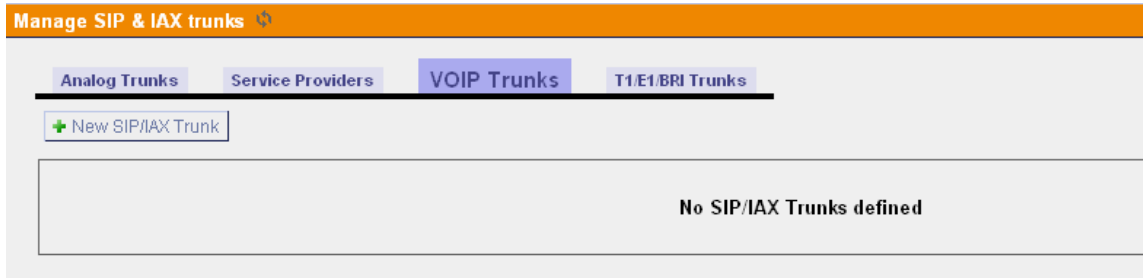 Manage SIP & IAX trunks
Analog Trunks Service Providers VOIP Trunks T1/E1/BRI Trunks
New SIP/IAX Trunk
No SIP/IAX Trunks defined